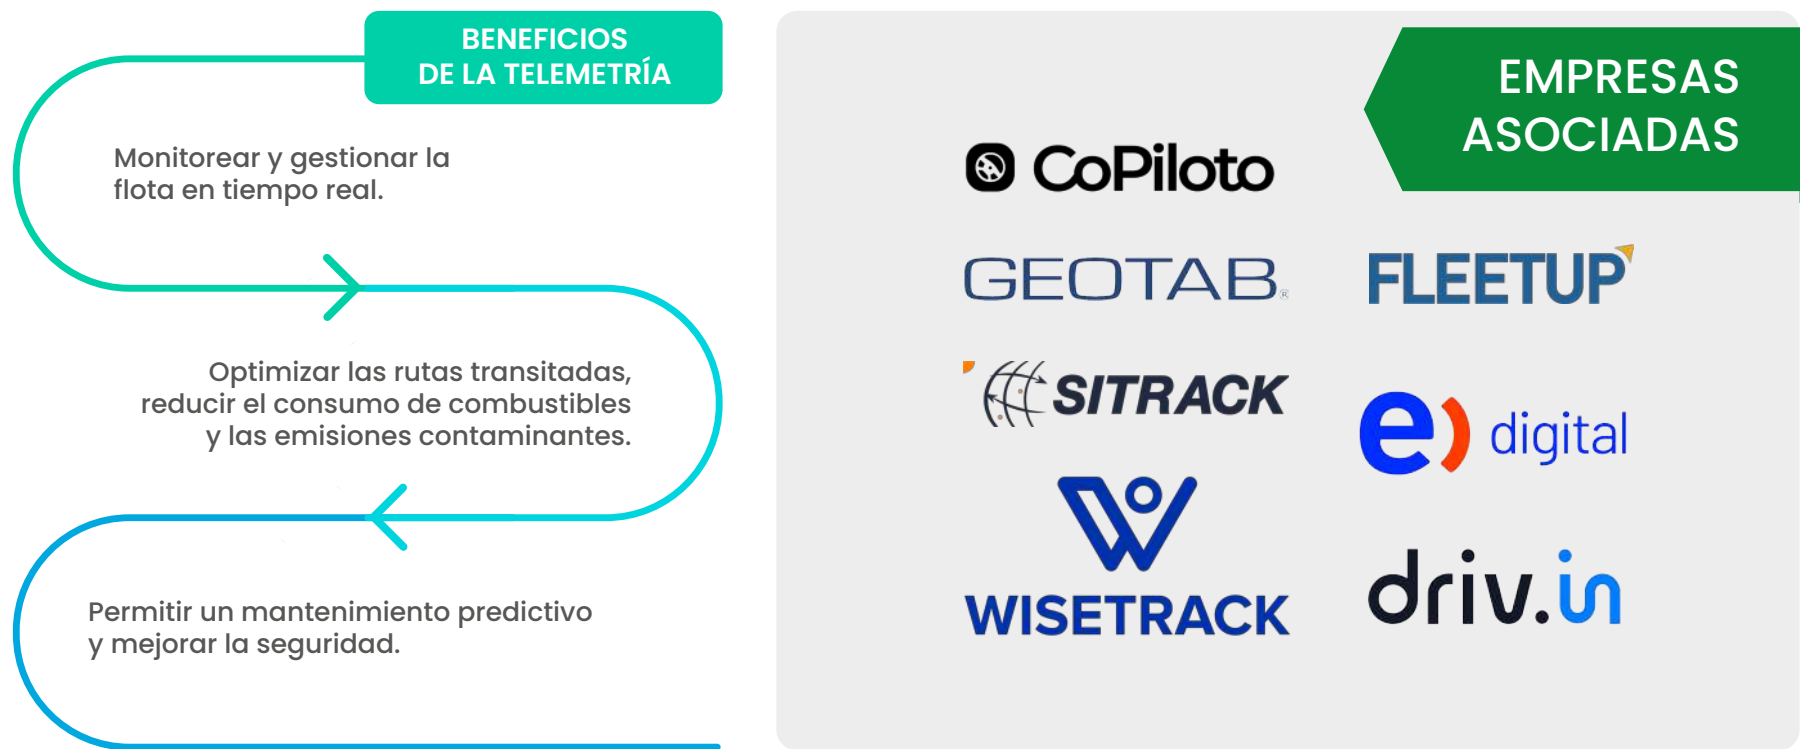 BENEFICIOS
DE LA TELEMETRÍA
Monitorear y gestionar la
flota en tiempo real.
Optimizar las rutas transitadas,
reducir el consumo de combustibles
y las emisiones contaminantes.
Permitir un mantenimiento predictivo
y mejorar la seguridad.
EMPRESAS
ASOCIADAS
CoPiloto
GEOTAB®
FLEETUP
SITRACK
e) digital
WISETRACK
driv.in